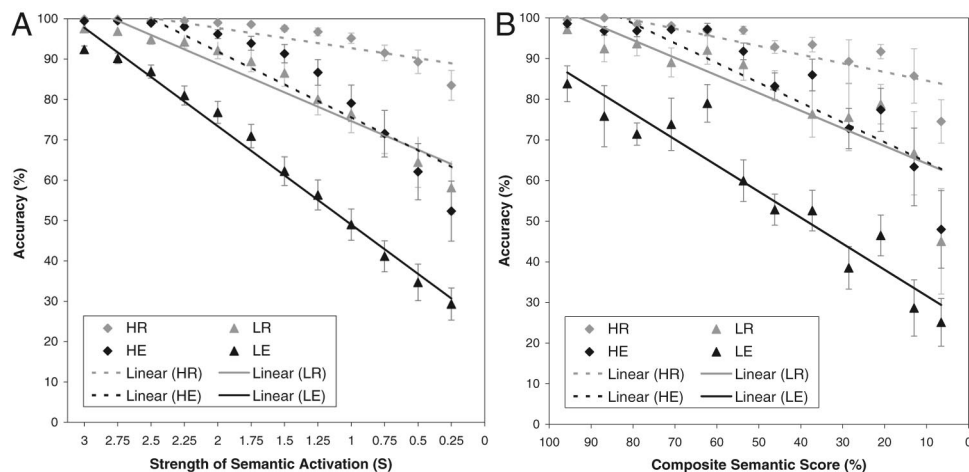 A
Accuracy (%)
100
90
80
70
60
50
40
30
20
10
0
HR LR
HE LE
Linear (HR) Linear (LR)
Linear (HE) Linear (LE)
3 2.75 2.5 2.25 2 1.75 1.5 1.25 1 0.75 0.5 0.25 0
Strength of Semantic Activation (S)
B
Accuracy (%)
100
90
80
70
60
50
40
30
20
10
0
HR LR
HE LE
Linear (HR) Linear (LR)
Linear (HE) Linear (LE)
100 90 80 70 60 50 40 30 20 10 0
Composite Semantic Score (%)